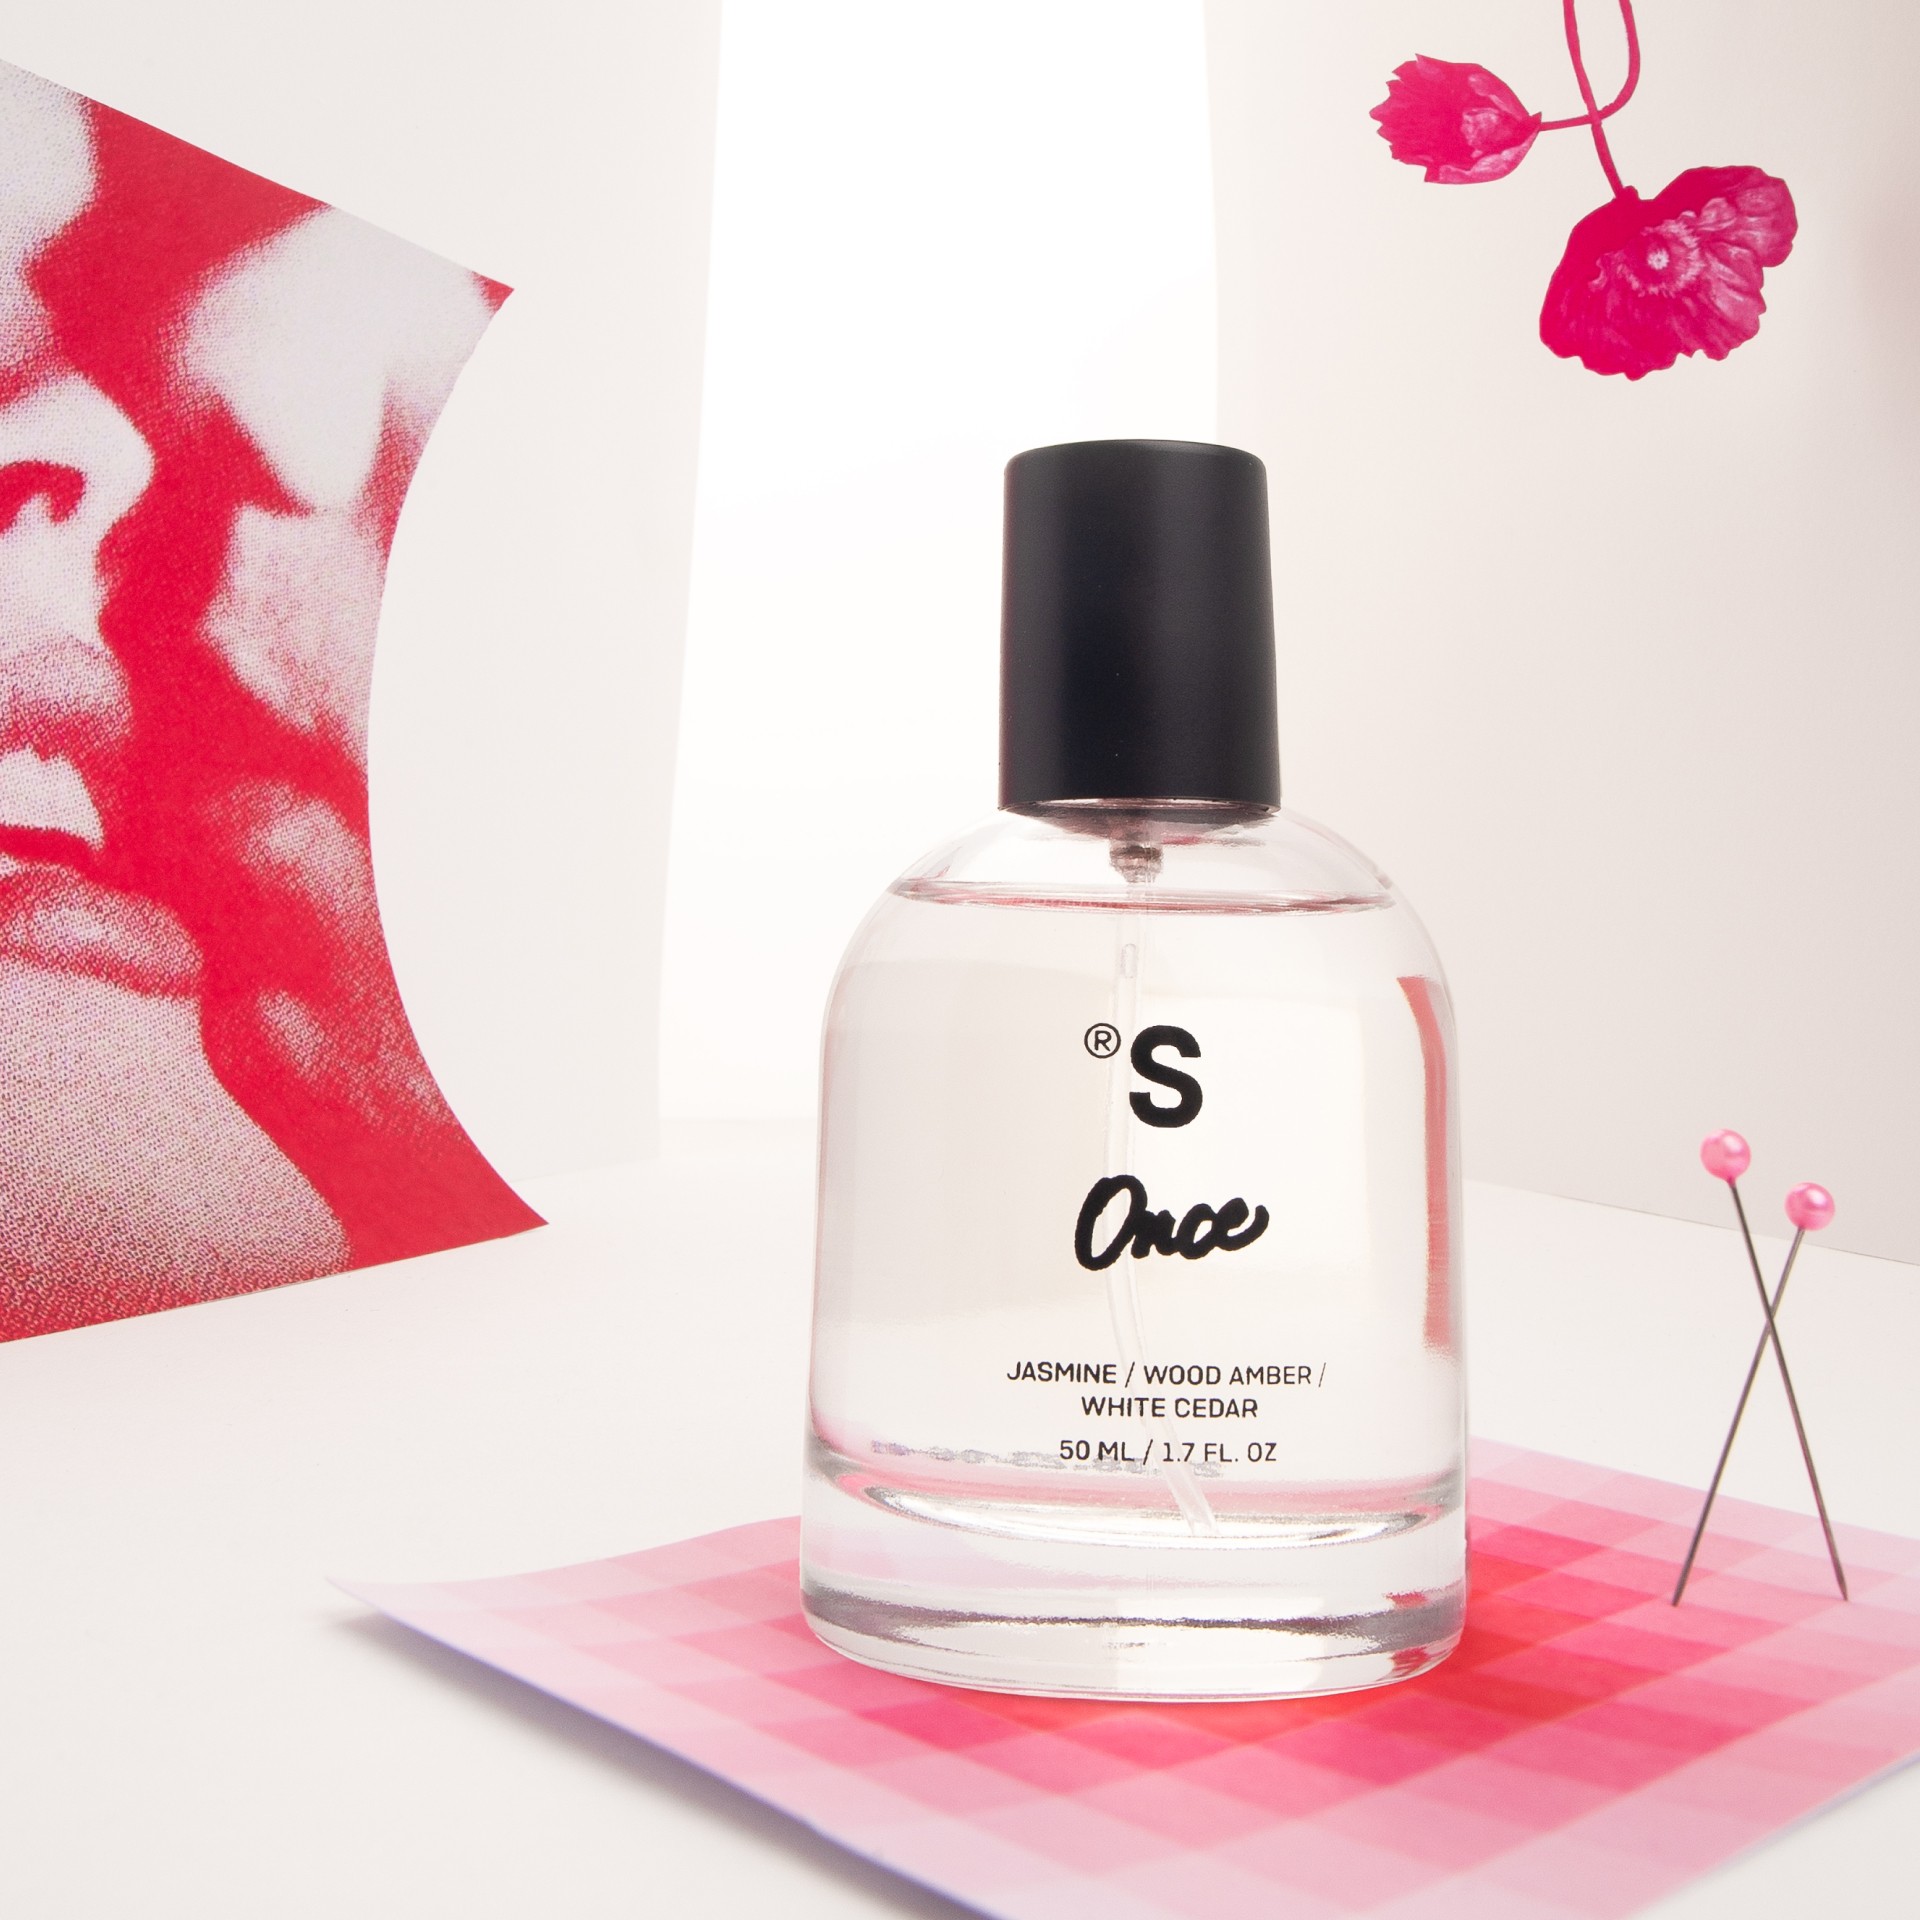 ®S
Once
JASMINE / WOOD AMBER /
WHITE CEDAR
50 ML / 1.7 FL. OZ